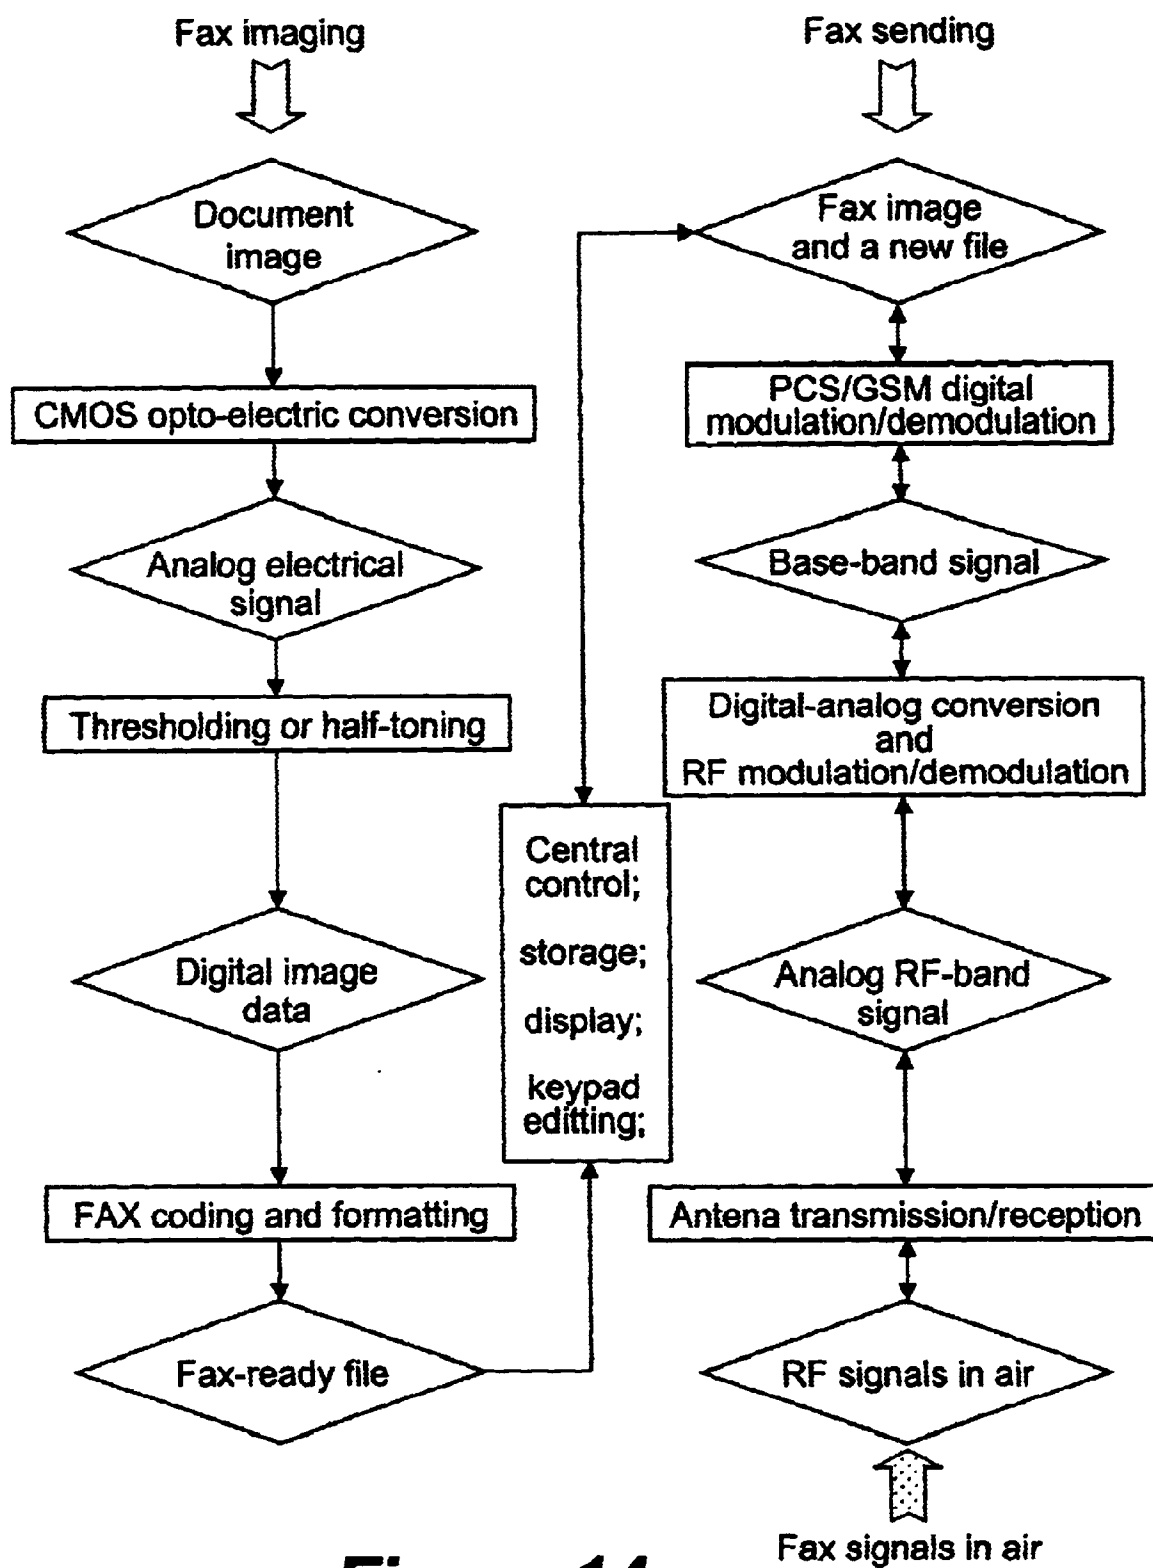 Fax imaging
Document
image
CMOS opto-electric conversion
Analog electrical
signal
Thresholding or half-toning
Digital image
data
FAX coding and formatting
Fax-ready file
Central
control;
storage;
display;
keypad
editting;
Fax sending
Fax image
and a new file
PCS/GSM digital
modulation/demodulation
Base-band signal
Digital-analog conversion
and
RF modulation/demodulation
Analog RF-band
signal
Antena transmission/reception
RF signals in air
Fax signals in air